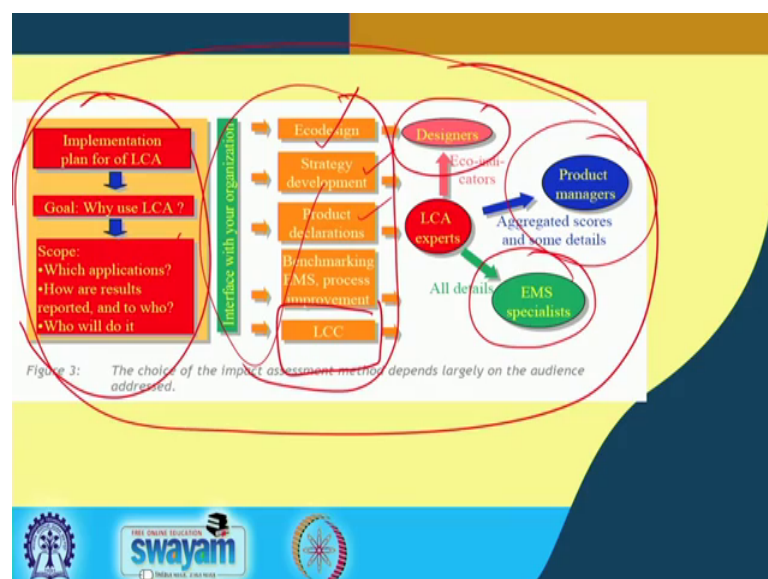 Implementation
plan for of LCA
Goal: Why use LCA ?
Scope:
•Which applications?
•How are results
reported, and to who?
•Who will do it
Interface with your organization
Ecodesign
Strategy
development
Product
declarations
Benchmarking
EMS, process
improvement
LCC
Designers
Eco-indi-
cators
LCA
experts
Product
managers
Aggregated scores
and some details
All details
EMS
specialists
Figure 3: The choice of the impact assessment method depends largely on the audience
addressed.
FREE ONLINE EDUCATION
swayam